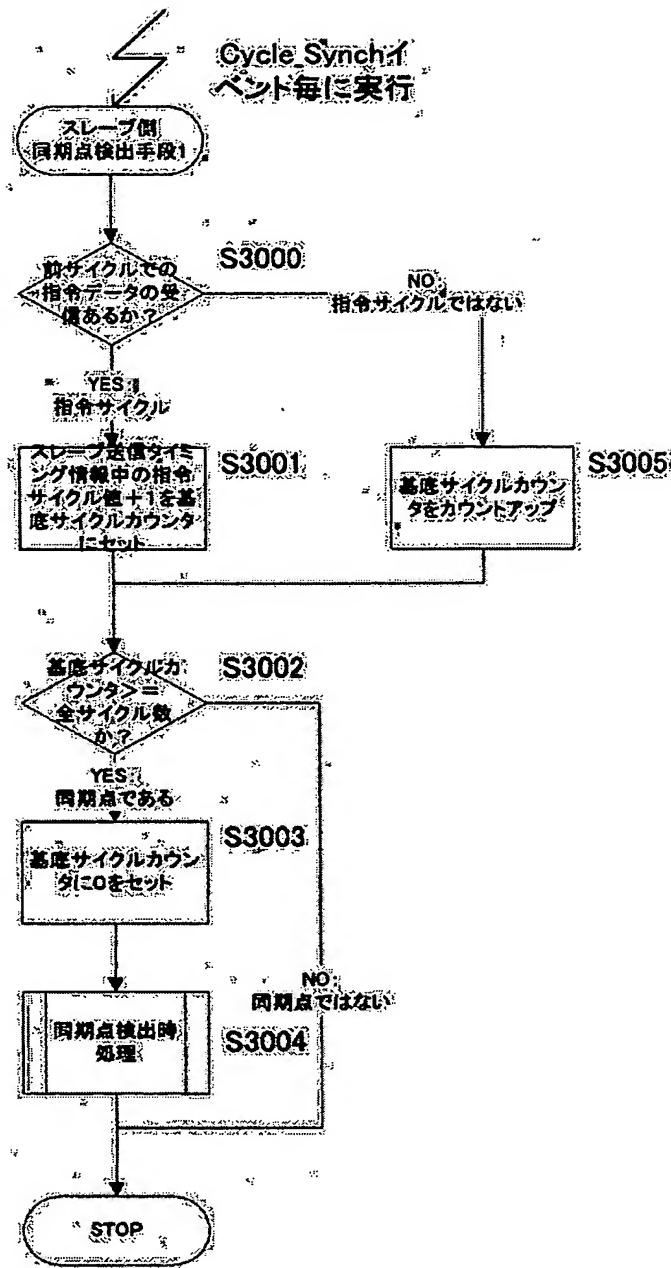 Cycle_Synchイ
ベント毎に実行
スレーブ側
同期点検出手段1
前サイクルでの
指令データの受
信あるか？
S3000
NO:
指令サイクルではない
YES:
指令サイクル
スレーブ送信タイミ
ング情報中の指令
サイクル値＋1を基
底サイクルカウンタ
にセット
S3001
基底サイクルカウン
タをカウントアップ
S3005
基底サイクルカ
ウンタ＞＝
全サイクル数
か？
S3002
YES:
同期点である
基底サイクルカウン
タに0をセット
S3003
NO:
同期点ではない
同期点検出時
処理
S3004
STOP